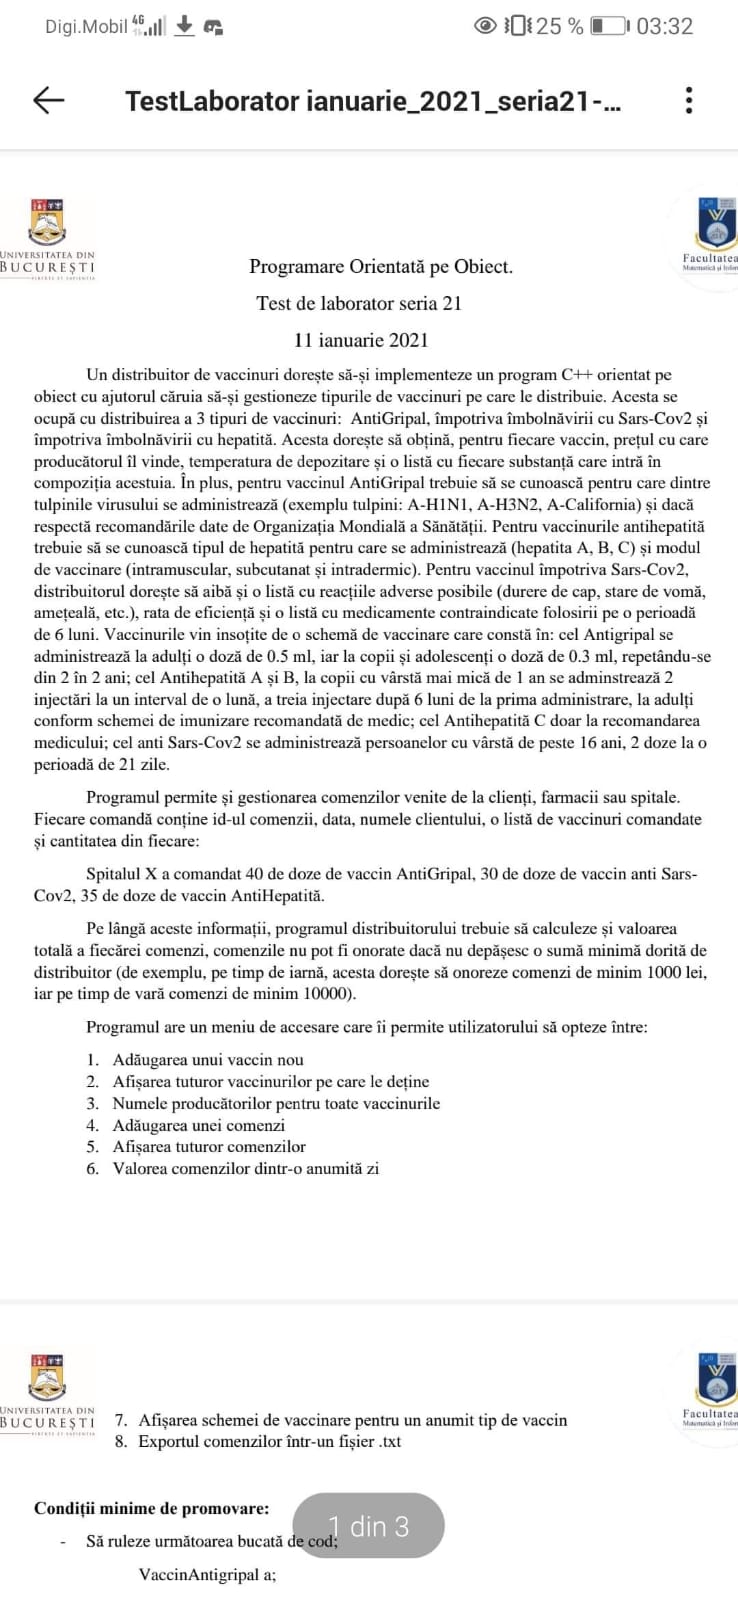 Digi.Mobil 4G 25 % 03:32
TestLaborator ianuarie_2021_seria21-...
UNIVERSITATEA DIN
BUCUREȘTI
VIRTUTE ET SAPIENTIA
Facultatea
Matematică și Infor
Programare Orientată pe Obiect.
Test de laborator seria 21
11 ianuarie 2021
Un distribuitor de vaccinuri dorește să-și implementeze un program C++ orientat pe
obiect cu ajutorul căruia să-și gestioneze tipurile de vaccinuri pe care le distribuie. Acesta se
ocupă cu distribuirea a 3 tipuri de vaccinuri: AntiGripal, împotriva îmbolnăvirii cu Sars-Cov2 și
împotriva îmbolnăvirii cu hepatită. Acesta dorește să obțină, pentru fiecare vaccin, prețul cu care
producătorul îl vinde, temperatura de depozitare și o listă cu fiecare substanță care intră în
compoziția acestuia. În plus, pentru vaccinul AntiGripal trebuie să se cunoască pentru care dintre
tulpinile virusului se administrează (exemplu tulpini: A-H1N1, A-H3N2, A-California) și dacă
respectă recomandările date de Organizația Mondială a Sănătății. Pentru vaccinurile antihepatită
trebuie să se cunoască tipul de hepatită pentru care se administrează (hepatita A, B, C) și modul
de vaccinare (intramuscular, subcutanat și intradermic). Pentru vaccinul împotriva Sars-Cov2,
distribuitorul dorește să aibă și o listă cu reacțiile adverse posibile (durere de cap, stare de vomă,
amețeală, etc.), rata de eficiență și o listă cu medicamente contraindicate folosirii pe o perioadă
de 6 luni. Vaccinurile vin insoțite de o schemă de vaccinare care constă în: cel Antigripal se
administrează la adulți o doză de 0.5 ml, iar la copii și adolescenți o doză de 0.3 ml, repetându-se
din 2 în 2 ani; cel Antihepatită A și B, la copii cu vârstă mai mică de 1 an se adminstrează 2
injectări la un interval de o lună, a treia injectare după 6 luni de la prima administrare, la adulți
conform schemei de imunizare recomandată de medic; cel Antihepatită C doar la recomandarea
medicului; cel anti Sars-Cov2 se administrează persoanelor cu vârstă de peste 16 ani, 2 doze la o
perioadă de 21 zile.
Programul permite și gestionarea comenzilor venite de la clienți, farmacii sau spitale.
Fiecare comandă conține id-ul comenzii, data, numele clientului, o listă de vaccinuri comandate
și cantitatea din fiecare:
Spitalul X a comandat 40 de doze de vaccin AntiGripal, 30 de doze de vaccin anti Sars-
Cov2, 35 de doze de vaccin AntiHepatită.
Pe lângă aceste informații, programul distribuitorului trebuie să calculeze și valoarea
totală a fiecărei comenzi, comenzile nu pot fi onorate dacă nu depășesc o sumă minimă dorită de
distribuitor (de exemplu, pe timp de iarnă, acesta dorește să onoreze comenzi de minim 1000 lei,
iar pe timp de vară comenzi de minim 10000).
Programul are un meniu de accesare care îi permite utilizatorului să opteze între:
1. Adăugarea unui vaccin nou
2. Afișarea tuturor vaccinurilor pe care le deține
3. Numele producătorilor pentru toate vaccinurile
4. Adăugarea unei comenzi
5. Afișarea tuturor comenzilor
6. Valorea comenzilor dintr-o anumită zi
UNIVERSITATEA DIN
BUCUREȘTI
VIRTUTE ET SAPIENTIA
Facultatea
Matematică și Infor
7. Afișarea schemei de vaccinare pentru un anumit tip de vaccin
8. Exportul comenzilor într-un fișier .txt
Condiții minime de promovare:
1 din 3
- Să ruleze următoarea bucată de cod;
VaccinAntigripal a;